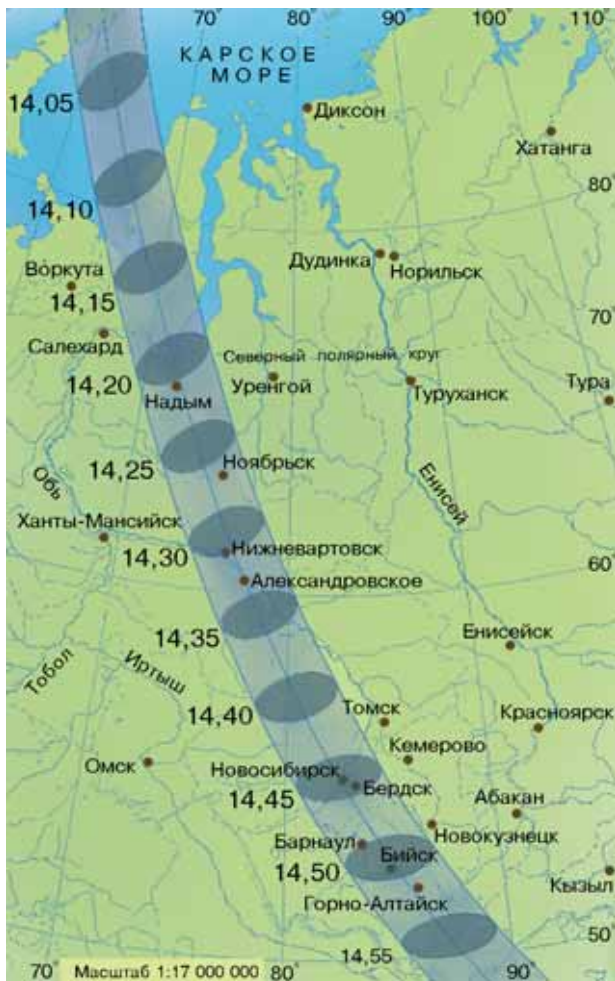 70° 80° 90° 100° 110°
КАРСКОЕ
МОРЕ
14,05
Диксон
Хатанга
80°
14,10
Дудинка
Норильск
Воркута
14,15
70°
Салехард
Северный полярный круг
14,20
Надым
Уренгой
Туруханск
Тура
14,25
Ноябрьск
Обь
Енисей
Ханты-Мансийск
14,30
Нижневартовск
60°
Александровское
14,35
Енисейск
Тобол
Иртыш
14,40
Томск
Красноярск
Омск
Кемерово
Новосибирск
Бердск
14,45
Абакан
Новокузнецк
Барнаул
Бийск
14,50
Горно-Алтайск
Кызыл
50°
14,55
70° Масштаб 1:17 000 000 80° 90°